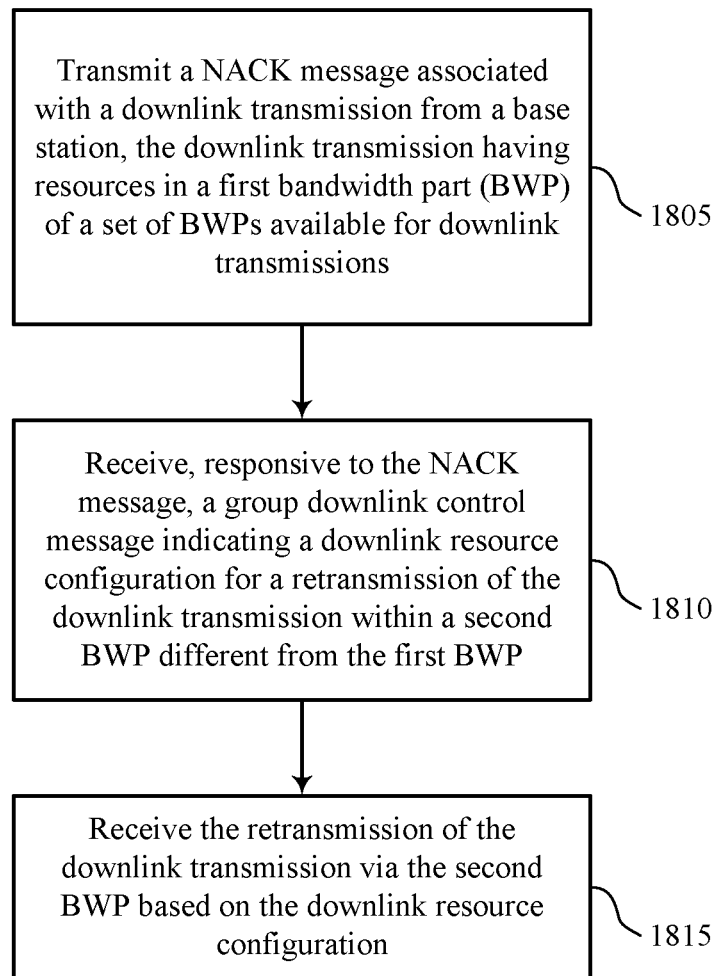 Transmit a NACK message associated
with a downlink transmission from a base
station, the downlink transmission having
resources in a first bandwidth part (BWP)
of a set of BWPs available for downlink
transmissions
1805
Receive, responsive to the NACK
message, a group downlink control
message indicating a downlink resource
configuration for a retransmission of the
downlink transmission within a second
BWP different from the first BWP
1810
Receive the retransmission of the
downlink transmission via the second
BWP based on the downlink resource
configuration
1815